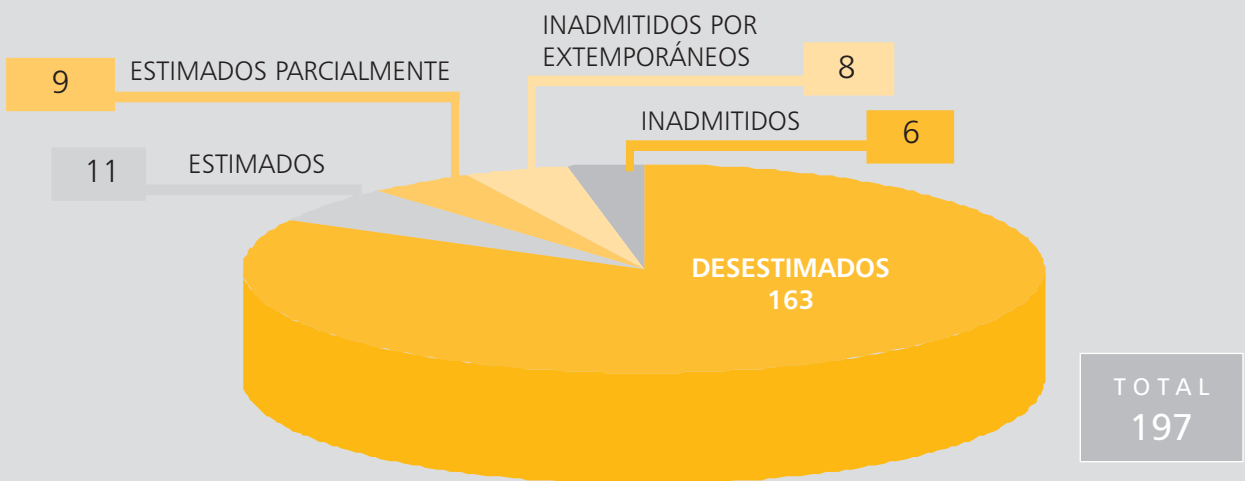 INADMITIDOS POR
EXTEMPORÁNEOS
8
9
ESTIMADOS PARCIALMENTE
INADMITIDOS
6
11
ESTIMADOS
DESESTIMADOS
163
TOTAL
197